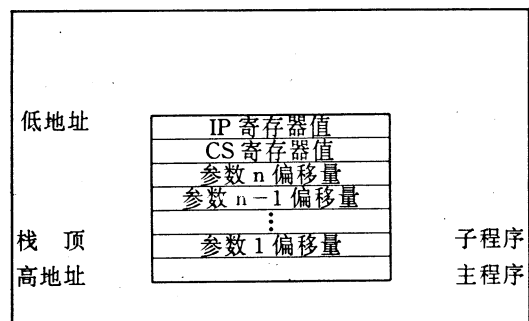 低地址
IP 寄存器值
CS 寄存器值
参数 n 偏移量
参数 n-1 偏移量
⋮
栈 顶 参数 1 偏移量 子程序
高地址 主程序